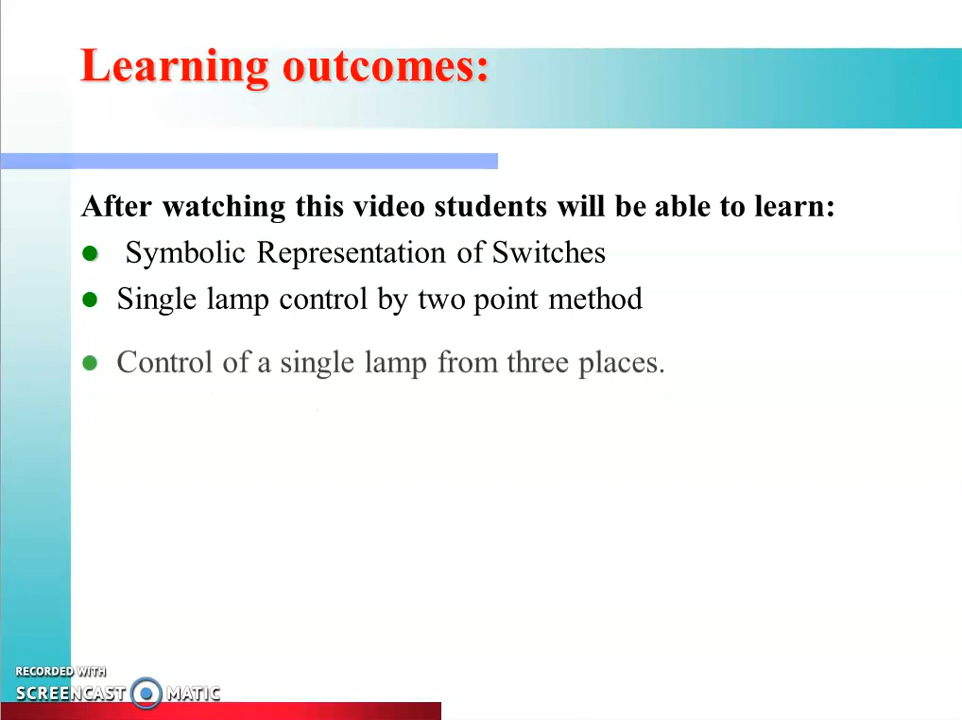 Learning outcomes:
After watching this video students will be able to learn:
Symbolic Representation of Switches
Single lamp control by two point method
Control of a single lamp from three places.
RECORDED WITH
SCREENCAST MATIC